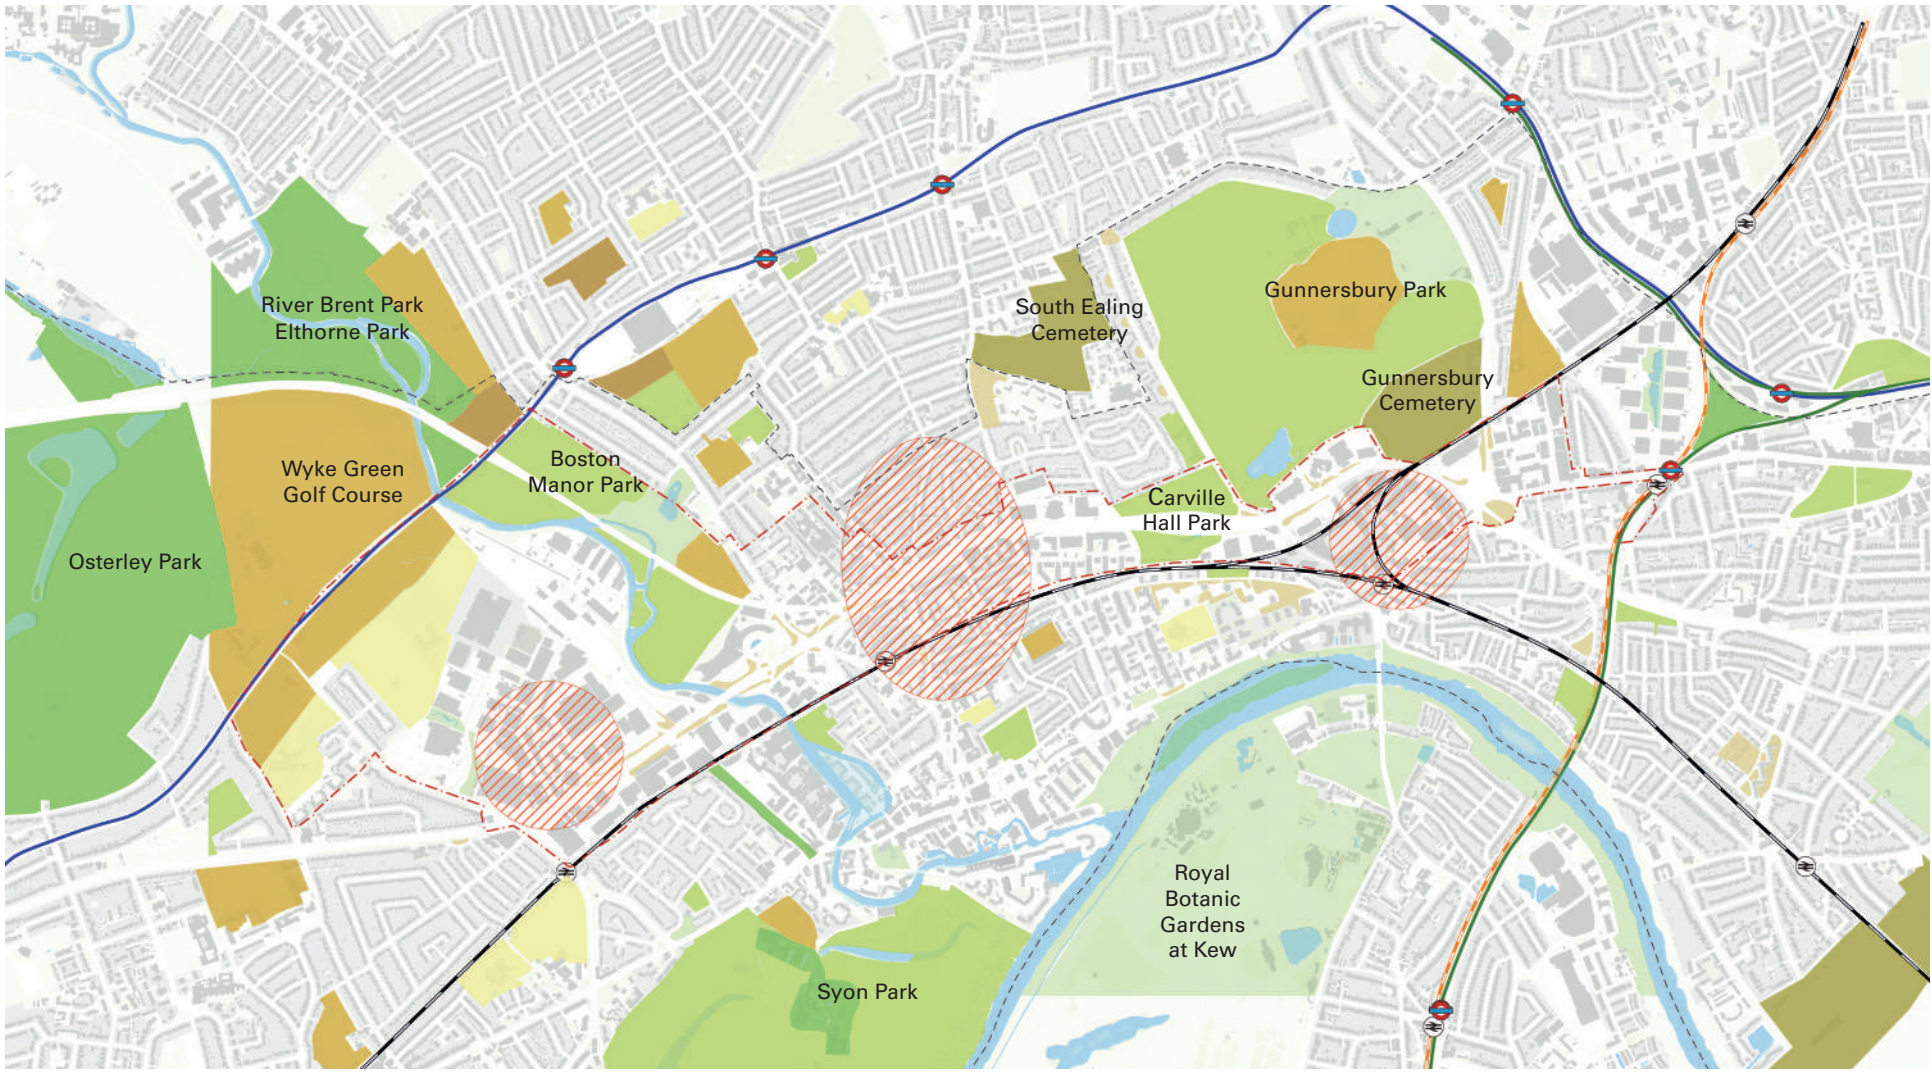 River Brent Park
Elthorne Park
South Ealing
Cemetery
Gunnersbury Park
Gunnersbury
Cemetery
Wyke Green
Golf Course
Boston
Manor Park
Carville
Hall Park
Osterley Park
Royal
Botanic
Gardens
at Kew
Syon Park